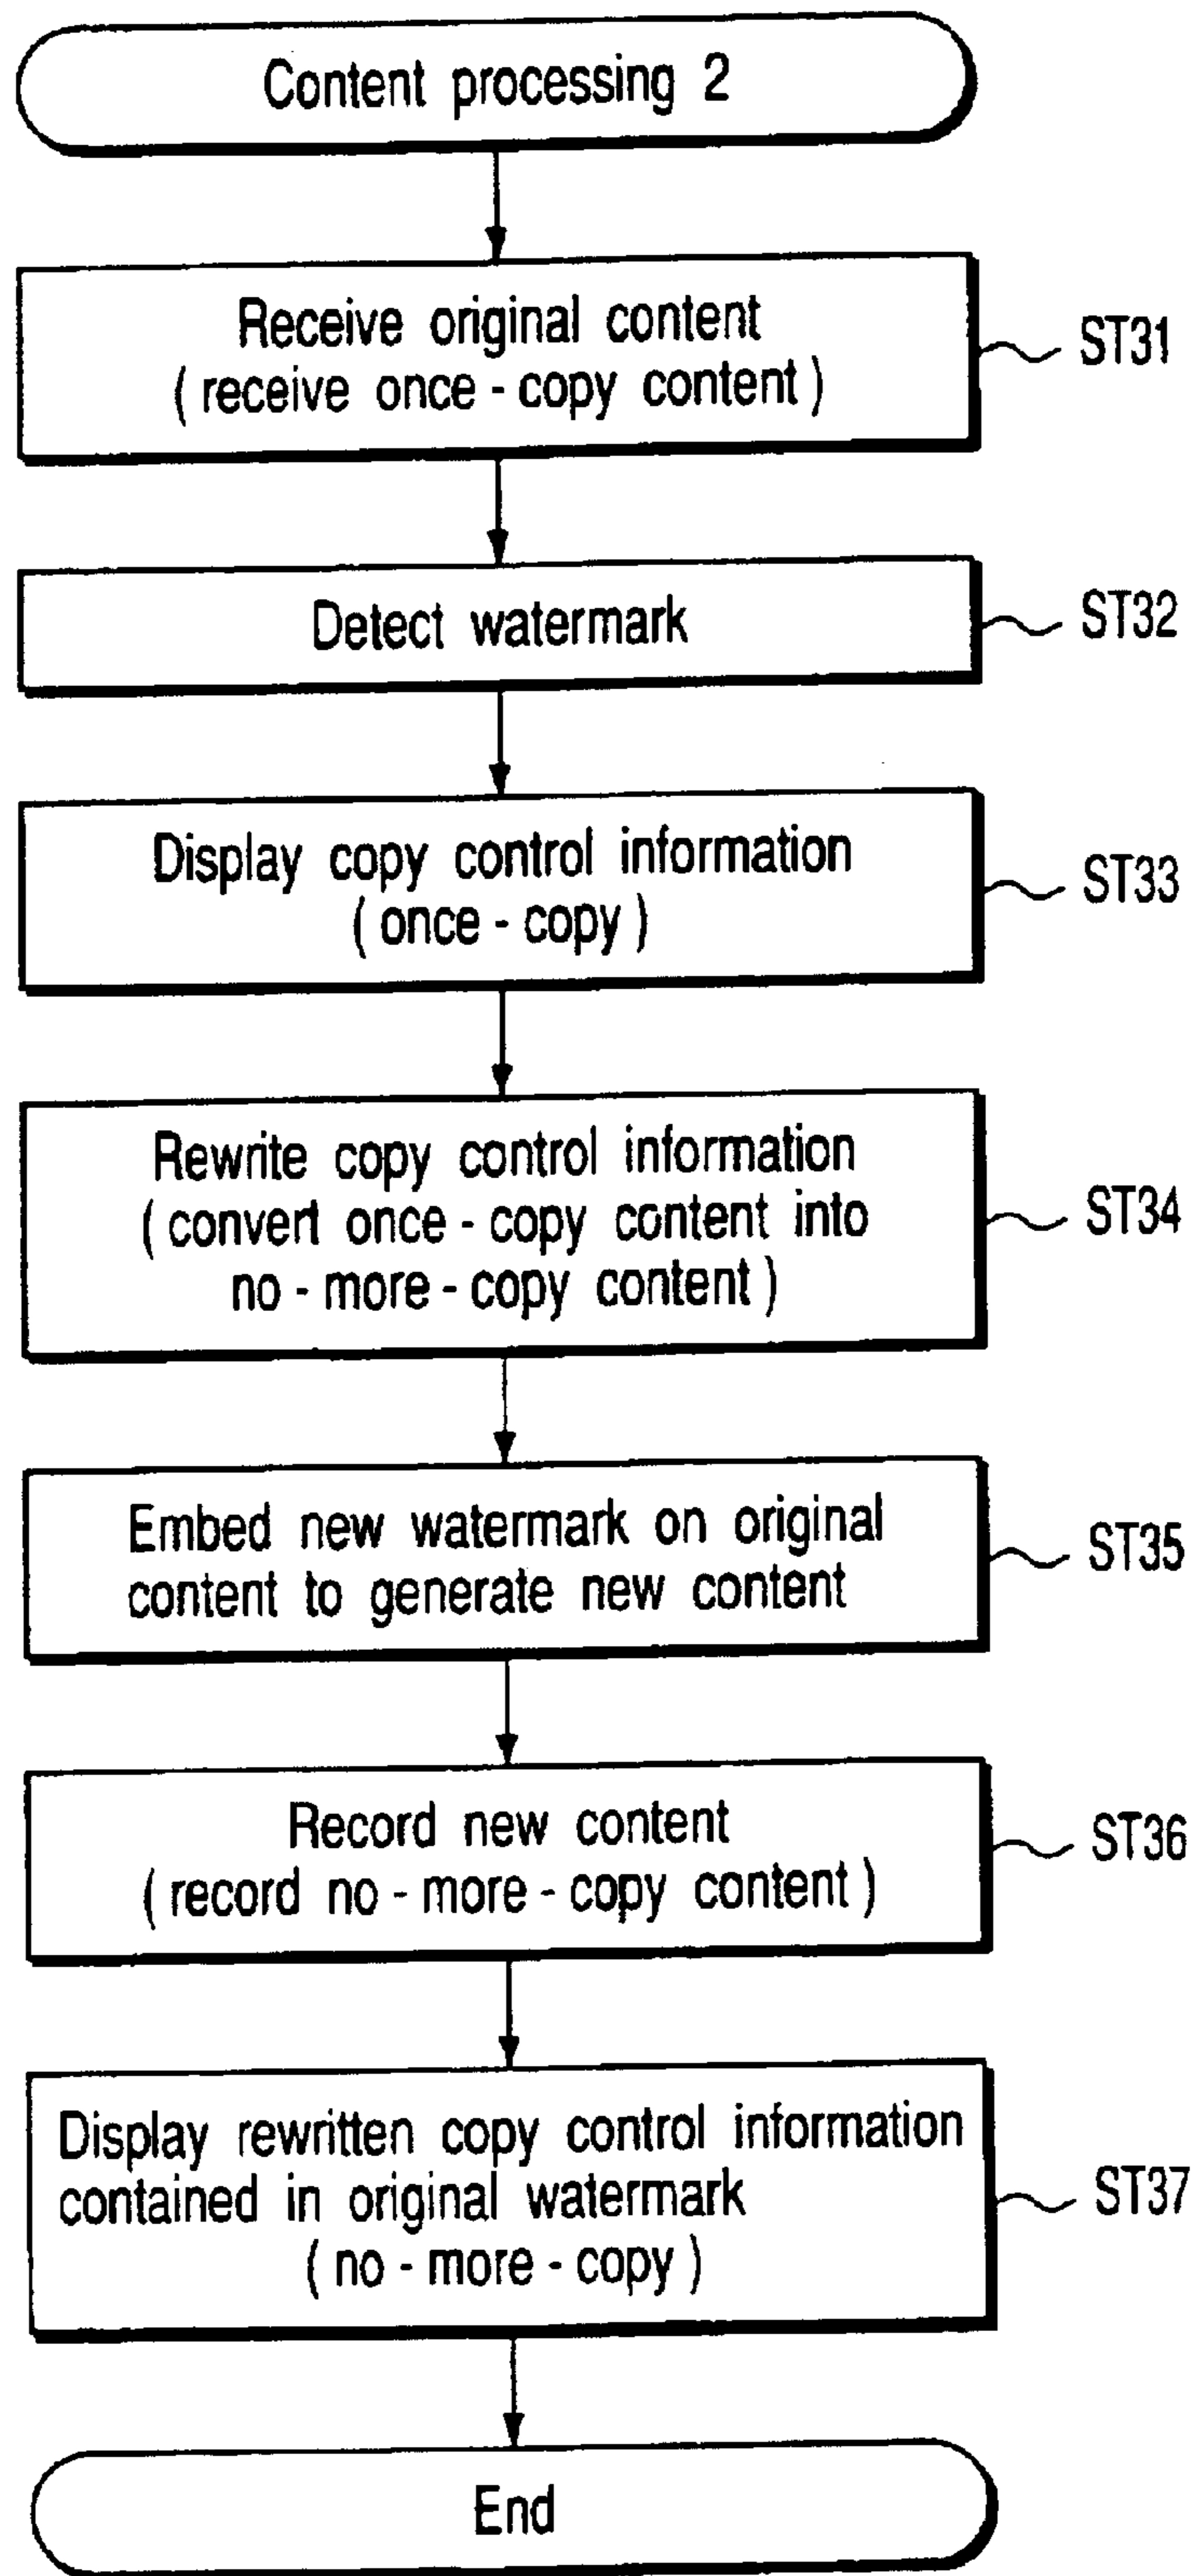 Content processing 2
Receive original content
( receive once - copy content )
ST31
Detect watermark
ST32
Display copy control information
( once - copy )
ST33
Rewrite copy control information
( convert once - copy content into
no - more - copy content )
ST34
Embed new watermark on original
content to generate new content
ST35
Record new content
( record no - more - copy content )
ST36
Display rewritten copy control information
contained in original watermark
( no - more - copy )
ST37
End